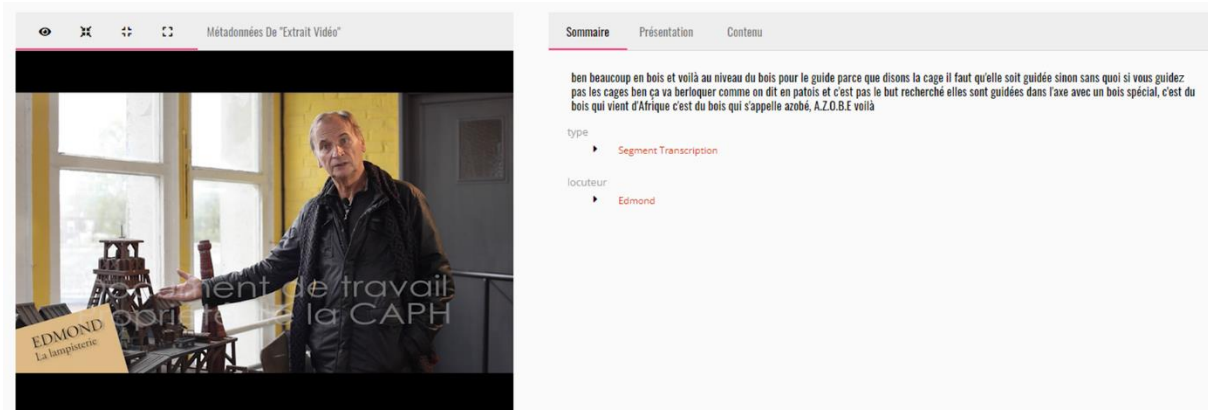 Métadonnées De "Extrait Vidéo"
Document de travail
propriété de la CAPH
EDMOND
La lampisterie
Sommaire Présentation Contenu
ben beaucoup en bois et voilà au niveau du bois pour le guide parce que disons la cage il faut qu'elle soit guidée sinon sans quoi si vous guidez
pas les cages ben ça va berloquer comme on dit en patois et c'est pas le but recherché elles sont guidées dans l'axe avec un bois spécial, c'est du
bois qui vient d'Afrique c'est du bois qui s'appelle azobé, A.Z.O.B.E voilà
type
Segment Transcription
locuteur
Edmond